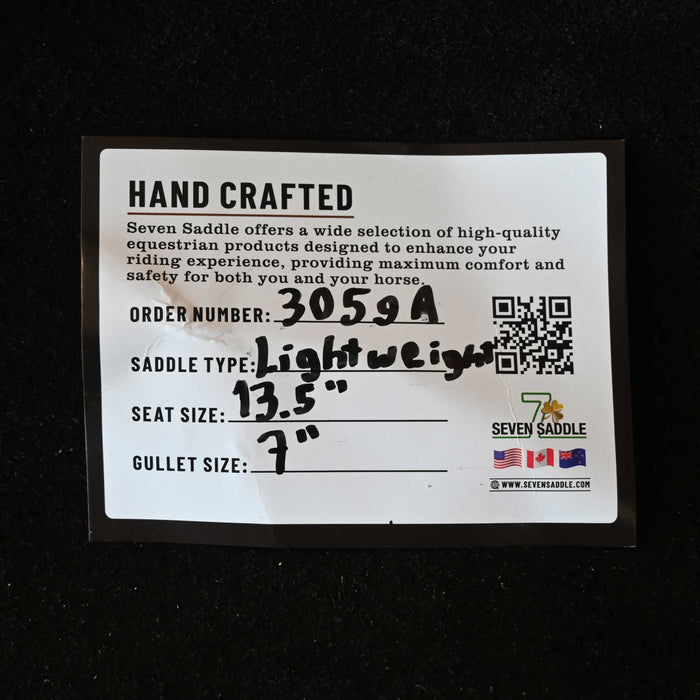 HAND CRAFTED
Seven Saddle offers a wide selection of high-quality
equestrian products designed to enhance your
riding experience, providing maximum comfort and
safety for both you and your horse.
ORDER NUMBER: 3059A
SADDLE TYPE: Lightweight
SEAT SIZE: 13.5"
GULLET SIZE: 7"
7
SEVEN SADDLE
WWW.SEVENSADDLE.COM